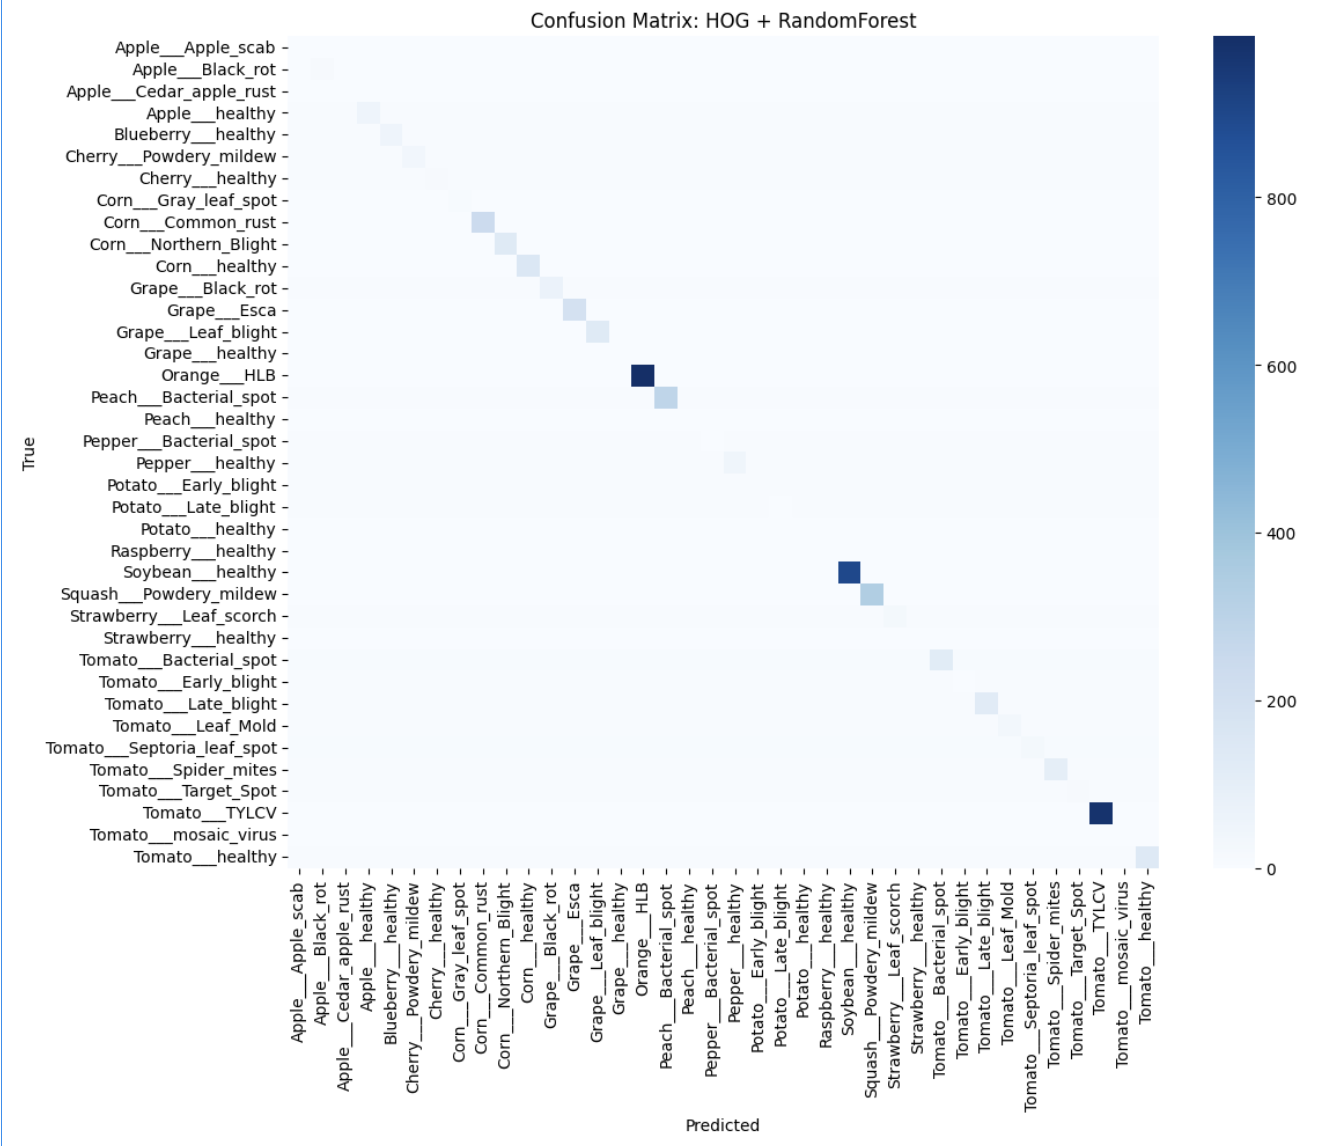 Confusion Matrix: HOG + RandomForest
True
Apple___Apple_scab
Apple___Black_rot
Apple___Cedar_apple_rust
Apple___healthy
Blueberry___healthy
Cherry___Powdery_mildew
Cherry___healthy
Corn___Gray_leaf_spot
Corn___Common_rust
Corn___Northern_Blight
Corn___healthy
Grape___Black_rot
Grape___Esca
Grape___Leaf_blight
Grape___healthy
Orange___HLB
Peach___Bacterial_spot
Peach___healthy
Pepper___Bacterial_spot
Pepper___healthy
Potato___Early_blight
Potato___Late_blight
Potato___healthy
Raspberry___healthy
Soybean___healthy
Squash___Powdery_mildew
Strawberry___Leaf_scorch
Strawberry___healthy
Tomato___Bacterial_spot
Tomato___Early_blight
Tomato___Late_blight
Tomato___Leaf_Mold
Tomato___Septoria_leaf_spot
Tomato___Spider_mites
Tomato___Target_Spot
Tomato___TYLCV
Tomato___mosaic_virus
Tomato___healthy
800
600
400
200
0
Apple___Apple_scab
Apple___Black_rot
Apple___Cedar_apple_rust
Apple___healthy
Blueberry___healthy
Cherry___Powdery_mildew
Cherry___healthy
Corn___Gray_leaf_spot
Corn___Common_rust
Corn___Northern_Blight
Corn___healthy
Grape___Black_rot
Grape___Esca
Grape___Leaf_blight
Grape___healthy
Orange___HLB
Peach___Bacterial_spot
Peach___healthy
Pepper___Bacterial_spot
Pepper___healthy
Potato___Early_blight
Potato___Late_blight
Potato___healthy
Raspberry___healthy
Soybean___healthy
Squash___Powdery_mildew
Strawberry___Leaf_scorch
Strawberry___healthy
Tomato___Bacterial_spot
Tomato___Early_blight
Tomato___Late_blight
Tomato___Leaf_Mold
Tomato___Septoria_leaf_spot
Tomato___Spider_mites
Tomato___Target_Spot
Tomato___TYLCV
Tomato___mosaic_virus
Tomato___healthy
Predicted